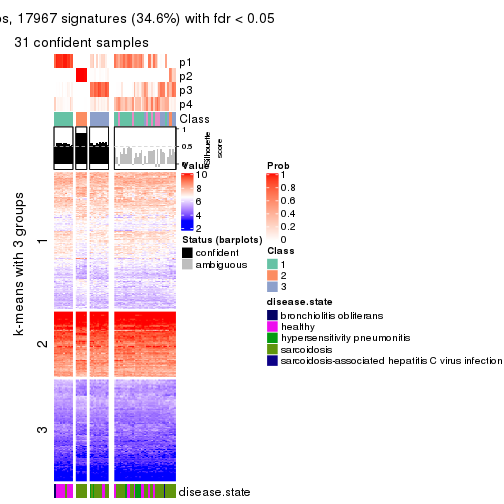 os, 17967 signatures (34.6%) with fdr < 0.05
31 confident samples
p1
p2
p3
p4
Class
1
0.5
0
Silhouette
score
Value
10
8
6
4
2
Prob
1
0.8
0.6
0.4
0.2
0
Status (barplots)
confident
ambiguous
Class
1
2
3
disease.state
bronchiolitis obliterans
healthy
hypersensitivity pneumonitis
sarcoidosis
sarcoidosis-associated hepatitis C virus infection
k-means with 3 groups
1
2
3
disease.state